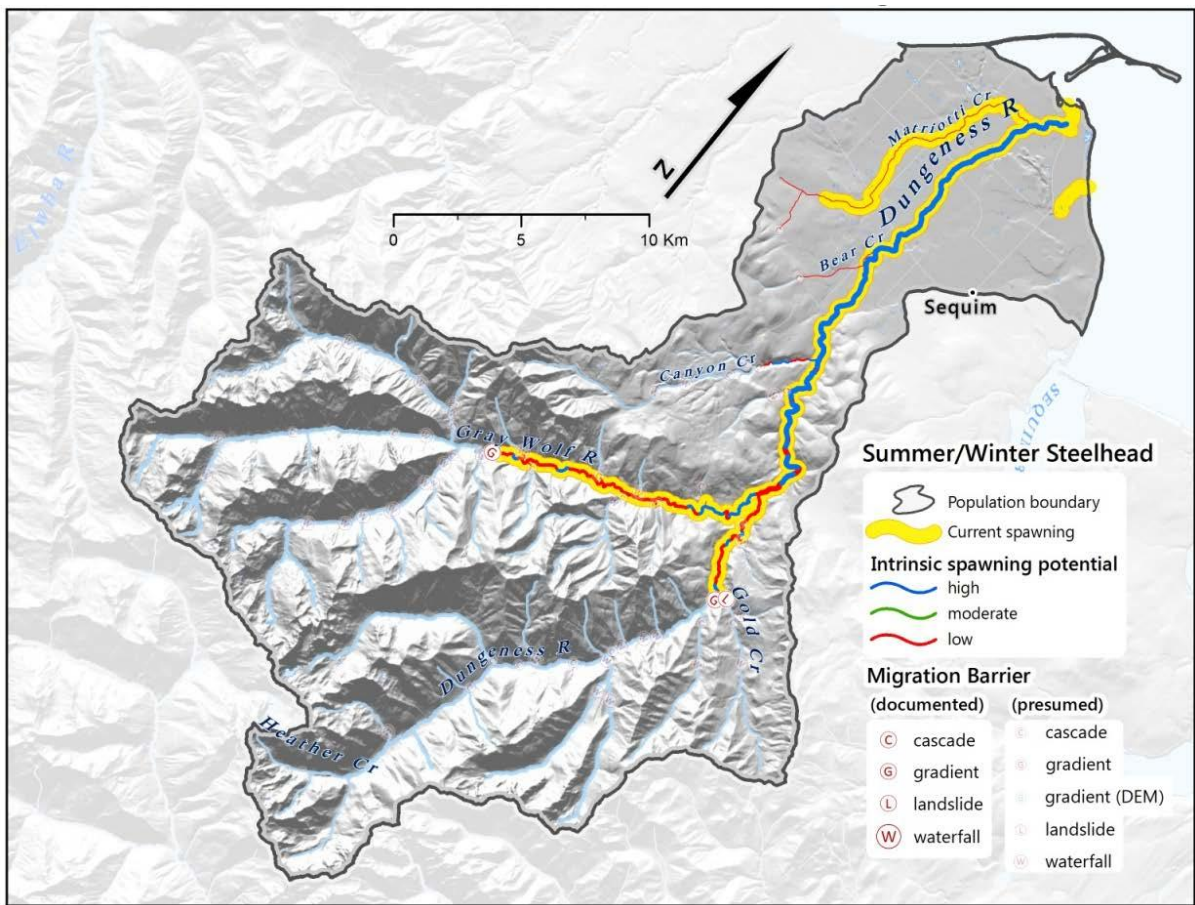 Elwha R
N
0 5 10 Km
Matriotti Cr
Dungeness R
Bear Cr
Sequim
Canyon Cr
SEQUIM
Gray Wolf R
G
G L
Gold Cr
Dungeness R
Heather Cr
Summer/Winter Steelhead
Population boundary
Current spawning
Intrinsic spawning potential
high
moderate
low
Migration Barrier
(documented) (presumed)
C cascade C cascade
G gradient G gradient
gradient (DEM)
L landslide L landslide
W waterfall W waterfall